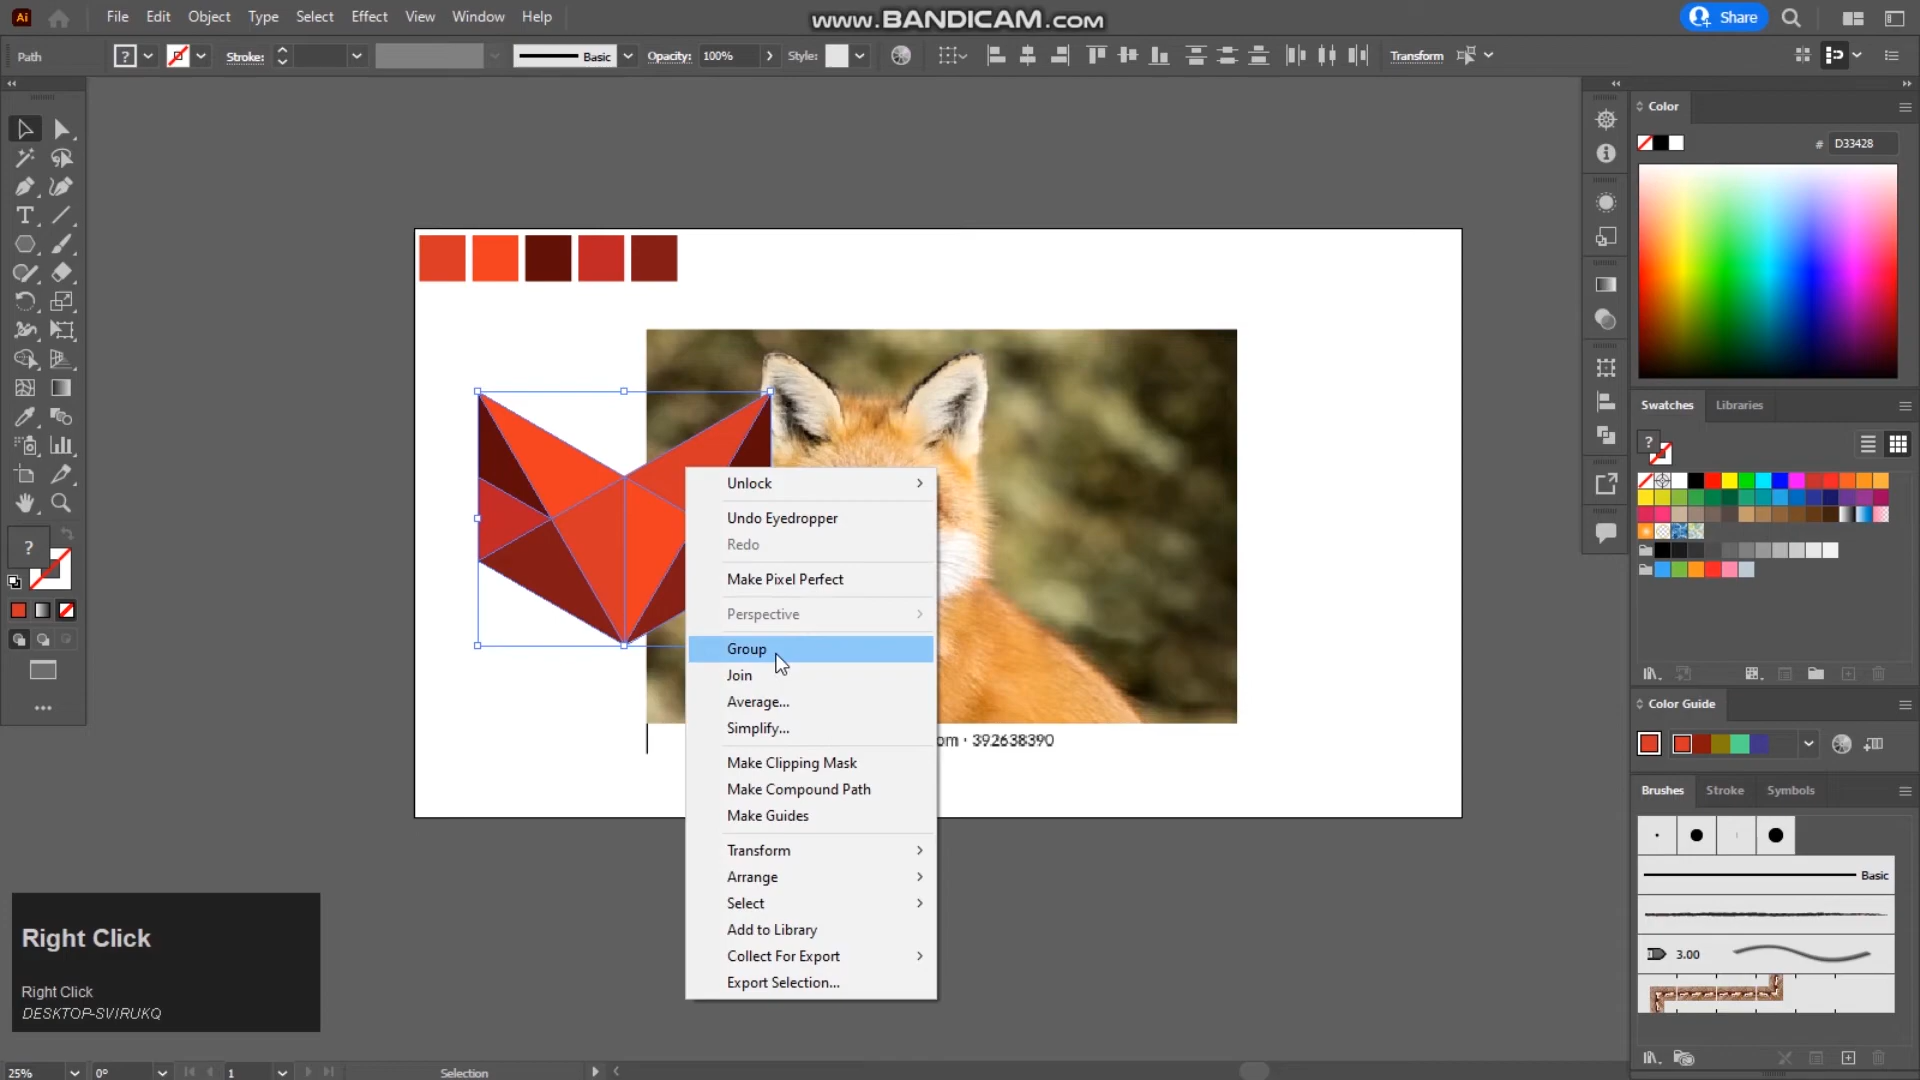 Ai
File Edit Object Type Select Effect View Window Help
www.BANDICAM.com
Share
Path
?
Stroke:
Basic
Opacity: 100%
Style:
Transform
Color
# D33428
Swatches Libraries
?
Unlock
Undo Eyedropper
Redo
Make Pixel Perfect
Perspective
Group
Join
Average...
Simplify...
Make Clipping Mask
Make Compound Path
Make Guides
Transform
Arrange
Select
Add to Library
Collect For Export
Export Selection...
om · 392638390
?
Color Guide
Brushes Stroke Symbols
Basic
3.00
Right Click
Right Click
DESKTOP-SVIRUKQ
25% 0° 1 Selection